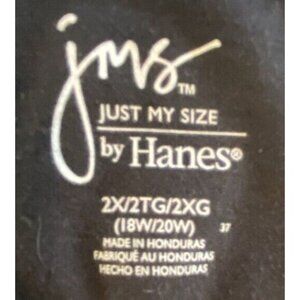 jms™
JUST MY SIZE
by Hanes®
2X/2TG/2XG
(18W/20W) 37
MADE IN HONDURAS
FABRIQUÉ AU HONDURAS
HECHO EN HONDURAS